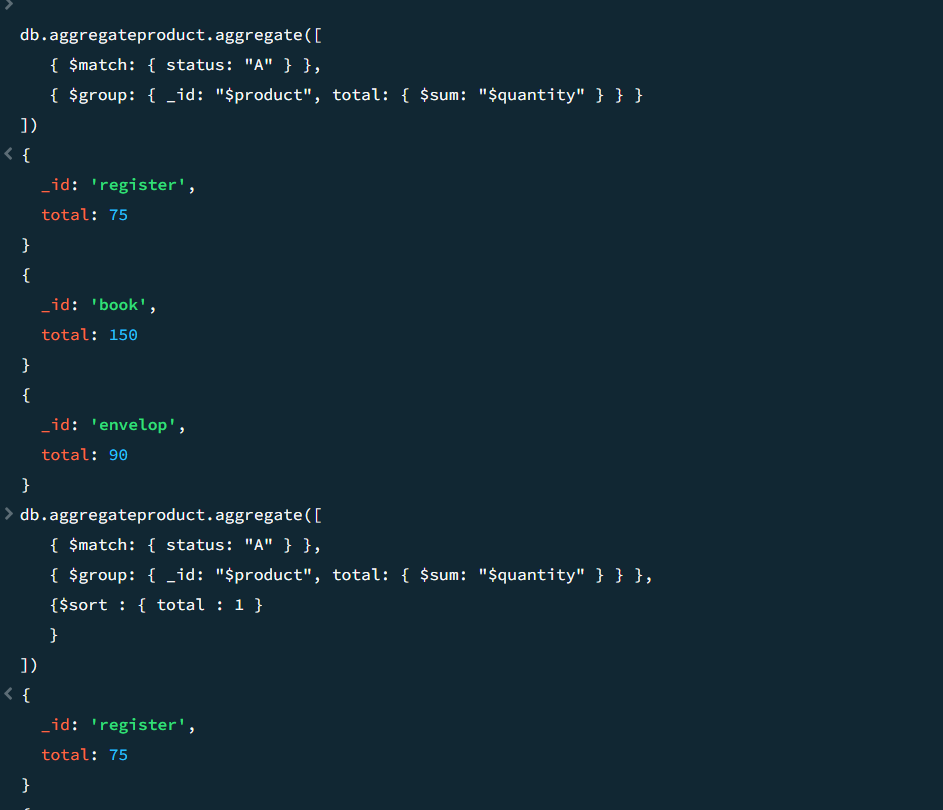 >
db.aggregateproduct.aggregate([
{ $match: { status: "A" } },
{ $group: { _id: "$product", total: { $sum: "$quantity" } } }
])
< {
_id: 'register',
total: 75
}
{
_id: 'book',
total: 150
}
{
_id: 'envelop',
total: 90
}
> db.aggregateproduct.aggregate([
{ $match: { status: "A" } },
{ $group: { _id: "$product", total: { $sum: "$quantity" } } },
{$sort : { total : 1 }
}
])
< {
_id: 'register',
total: 75
}